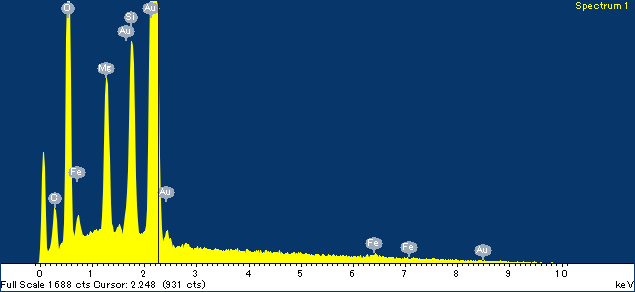 Spectrum 1
O Si Au
Au
Mg
Fe
Au
C
Fe Fe Au
0 1 2 3 4 5 6 7 8 9 10
Full Scale 1688 cts Cursor: 2.248 (931 cts) keV